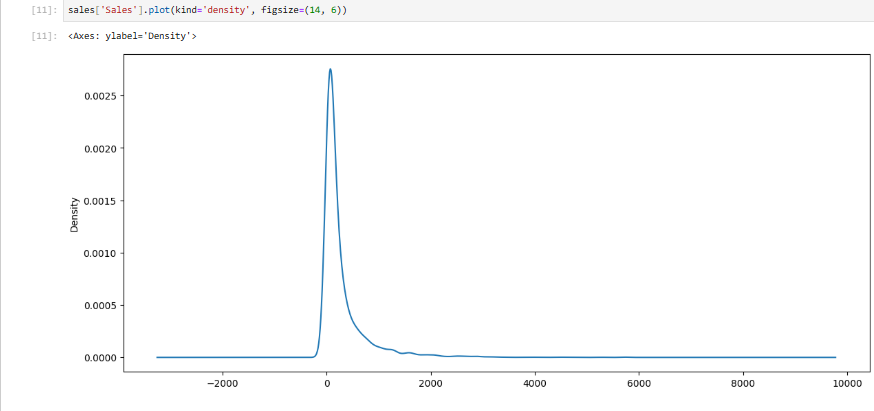 [11]: sales['Sales'].plot(kind='density', figsize=(14, 6))
[11]: <Axes: ylabel='Density'>
0.0025
0.0020
0.0015
0.0010
0.0005
0.0000
Density
−2000 0 2000 4000 6000 8000 10000